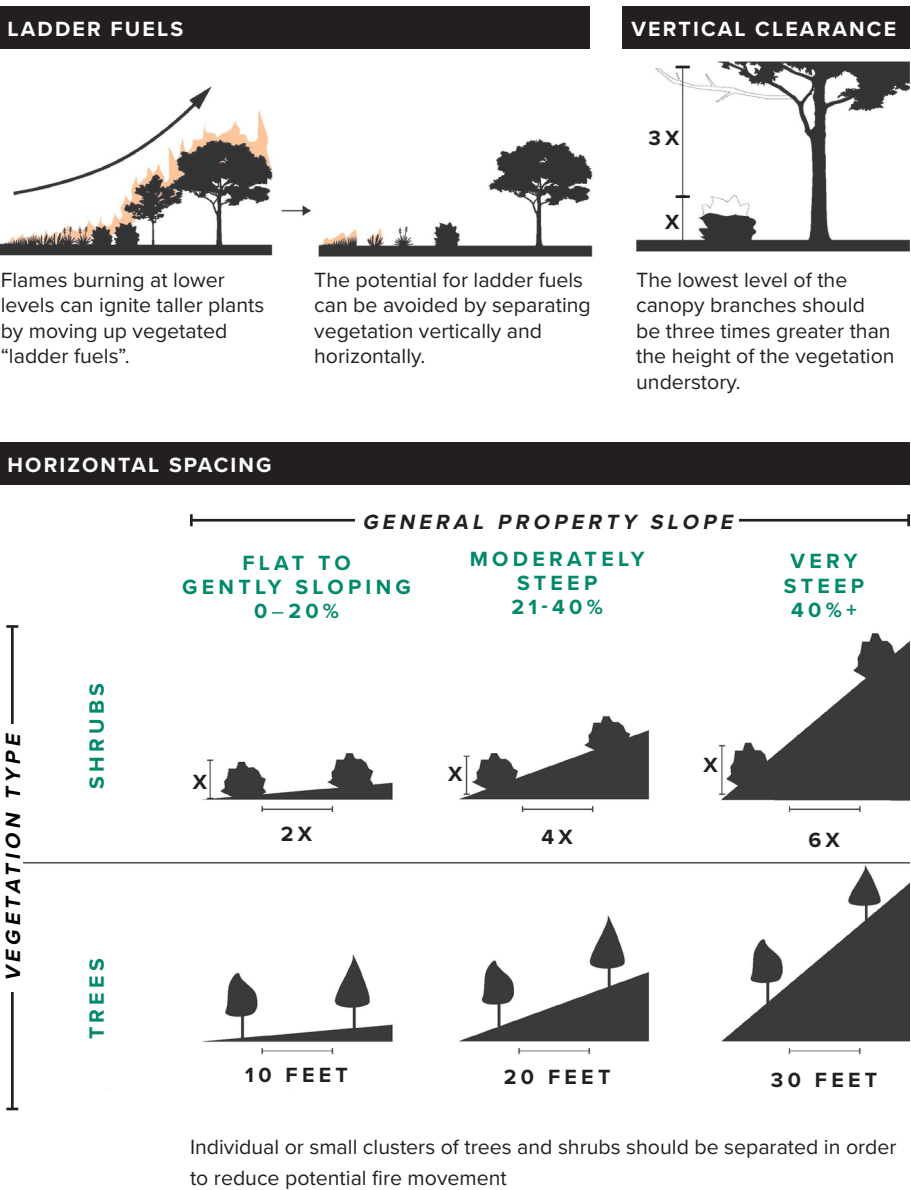 LADDER FUELS
VERTICAL CLEARANCE
3X
X
Flames burning at lower
levels can ignite taller plants
by moving up vegetated
“ladder fuels”.
The potential for ladder fuels
can be avoided by separating
vegetation vertically and
horizontally.
The lowest level of the
canopy branches should
be three times greater than
the height of the vegetation
understory.
HORIZONTAL SPACING
GENERAL PROPERTY SLOPE
FLAT TO
GENTLY SLOPING
0–20%
MODERATELY
STEEP
21-40%
VERY
STEEP
40%+
VEGETATION TYPE
SHRUBS
X
2X
X
4X
X
6X
TREES
10 FEET
20 FEET
30 FEET
Individual or small clusters of trees and shrubs should be separated in order
to reduce potential fire movement